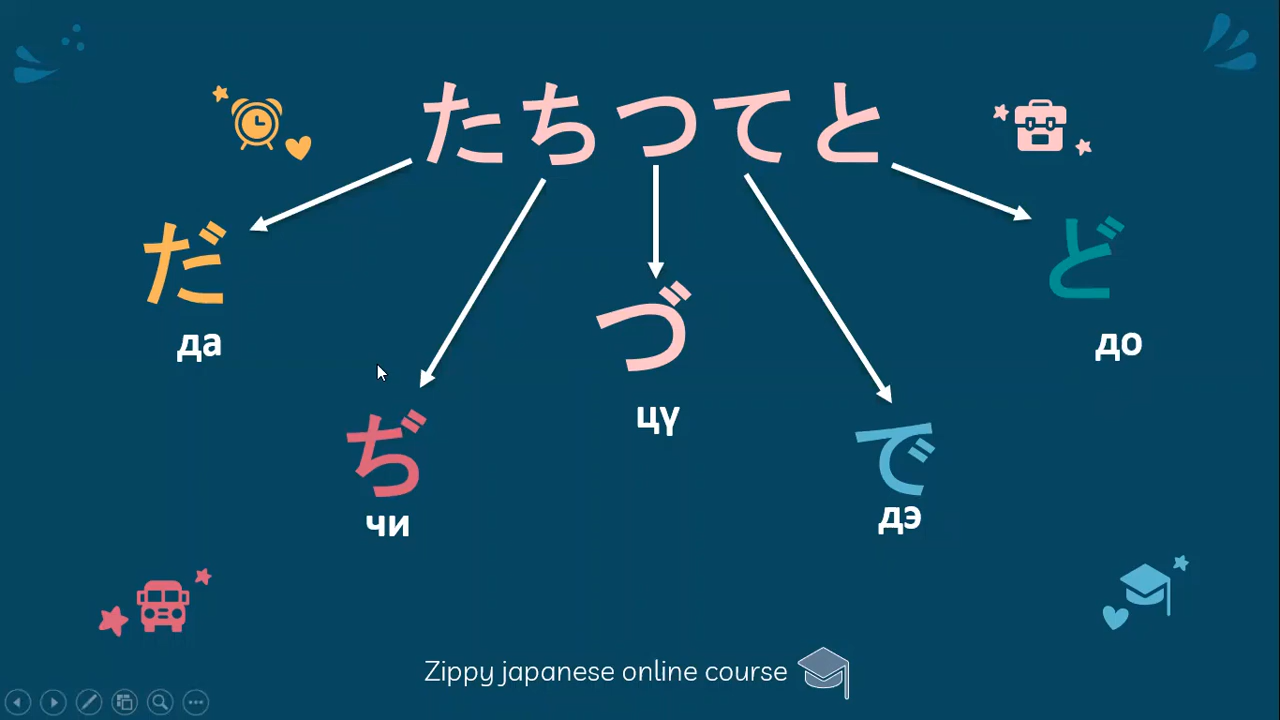 たちつてと
だ
да
ぢ
чи
づ
цү
で
дэ
ど
до
Zippy japanese online course